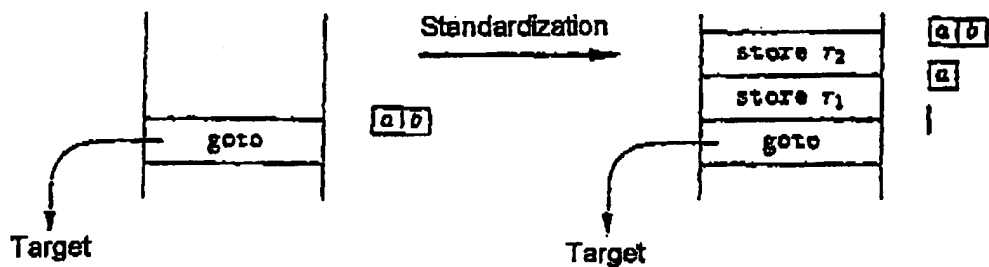 Standardization
a b
store r2
a
store r1
a b
goto
goto
Target
Target